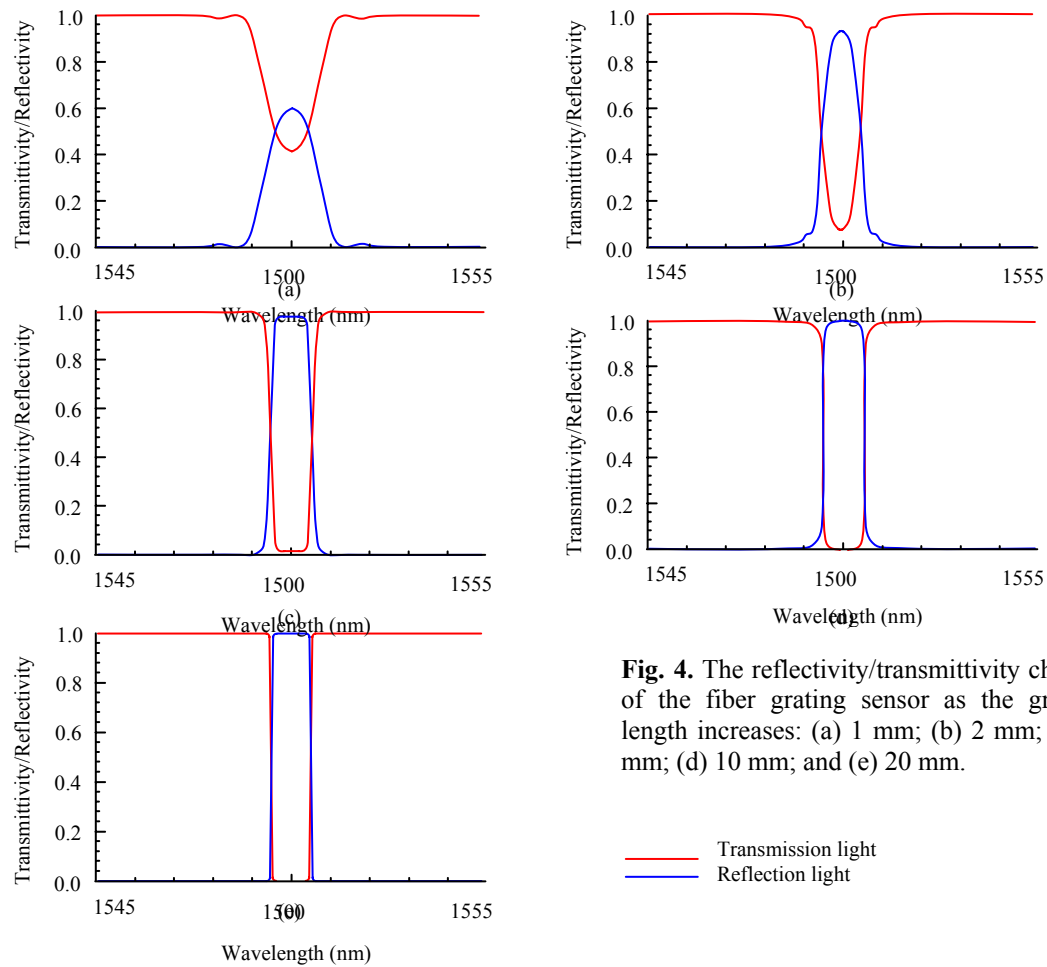 Transmittivity/Reflectivity
1.0
0.8
0.6
0.4
0.2
0.0
1545
1500
1555
(a)
Wavelength (nm)
Transmittivity/Reflectivity
1.0
0.8
0.6
0.4
0.2
0.0
1545
1500
1555
(b)
Wavelength (nm)
Transmittivity/Reflectivity
1.0
0.8
0.6
0.4
0.2
0.0
1545
1500
1555
(c)
Wavelength (nm)
Transmittivity/Reflectivity
1.0
0.8
0.6
0.4
0.2
0.0
1545
1500
1555
(d)
Wavelength (nm)
Transmittivity/Reflectivity
1.0
0.8
0.6
0.4
0.2
0.0
1545
1500
1555
(e)
Wavelength (nm)
Fig. 4. The reflectivity/transmittivity ch
of the fiber grating sensor as the gr
length increases: (a) 1 mm; (b) 2 mm;
mm; (d) 10 mm; and (e) 20 mm.
Transmission light
Reflection light